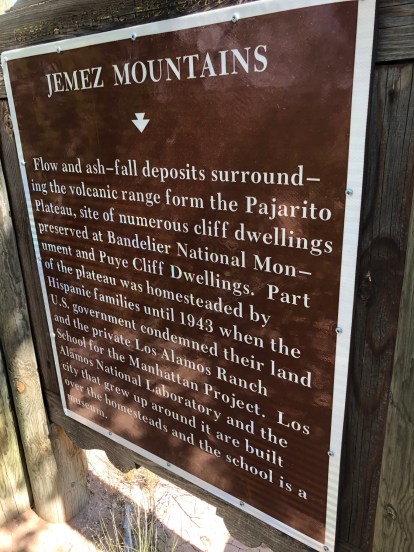 JEMEZ MOUNTAINS
Flow and ash-fall deposits surround-
ing the volcanic range form the Pajarito
Plateau, site of numerous cliff dwellings
preserved at Bandelier National Mon-
ument and Puye Cliff Dwellings. Part
of the plateau was homesteaded by
Hispanic families until 1943 when the
U.S. government condemned their land
and the private Los Alamos Ranch
School for the Manhattan Project. Los
Alamos National Laboratory and the
city that grew up around it are built
over the homesteads and the school is a
museum.